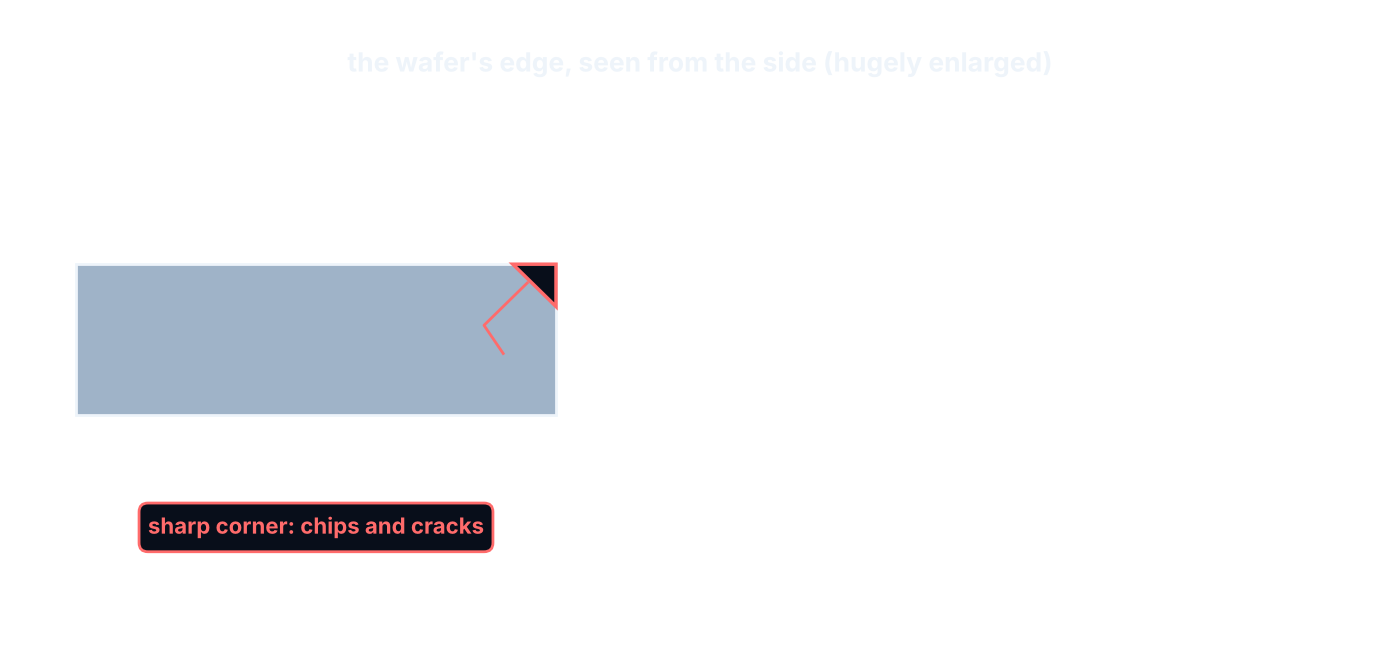 the wafer's edge, seen from the side (hugely enlarged)
sharp corner: chips and cracks